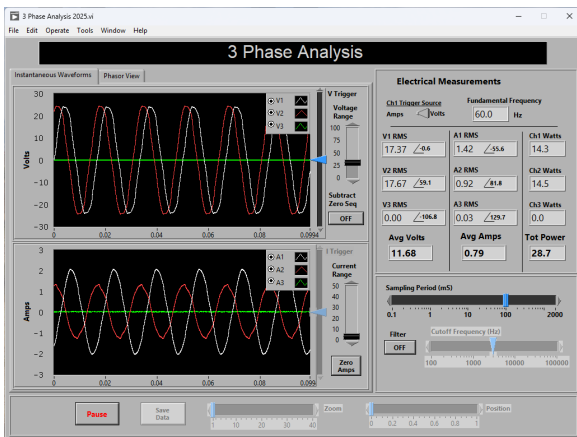 3 Phase Analysis 2025.vi
File Edit Operate Tools Window Help
3 Phase Analysis
Instantaneous Waveforms Phasor View
Volts
30
20
10
0
-10
-20
-30
0 0.02 0.04 0.06 0.08 0.0994
V1
V2
V3
V Trigger
Voltage
Range
100
75
50
25
0
Subtract
Zero Seq
OFF
Amps
3
2
1
0
-1
-2
-3
0.00 0.02 0.04 0.06 0.08 0.099
A1
A2
A3
I Trigger
Current
Range
50
40
30
20
10
0
Zero
Amps
Electrical Measurements
Ch1 Trigger Source
Amps Volts
Fundamental Frequency
60.0 Hz
V1 RMS A1 RMS Ch1 Watts
17.37 -0.6 1.42 -55.6 14.3
V2 RMS A2 RMS Ch2 Watts
17.67 59.1 0.92 81.8 14.5
V3 RMS A3 RMS Ch3 Watts
0.00 -106.8 0.03 129.7 0.0
Avg Volts Avg Amps Tot Power
11.68 0.79 28.7
Sampling Period (mS)
0.1 1 10 100 2000
Filter
OFF
Cutoff Frequency (Hz)
100 1000 10000 100000
Pause
Save
Data
Zoom
1 10 20 30 40
Position
0 0.2 0.4 0.6 0.8 1